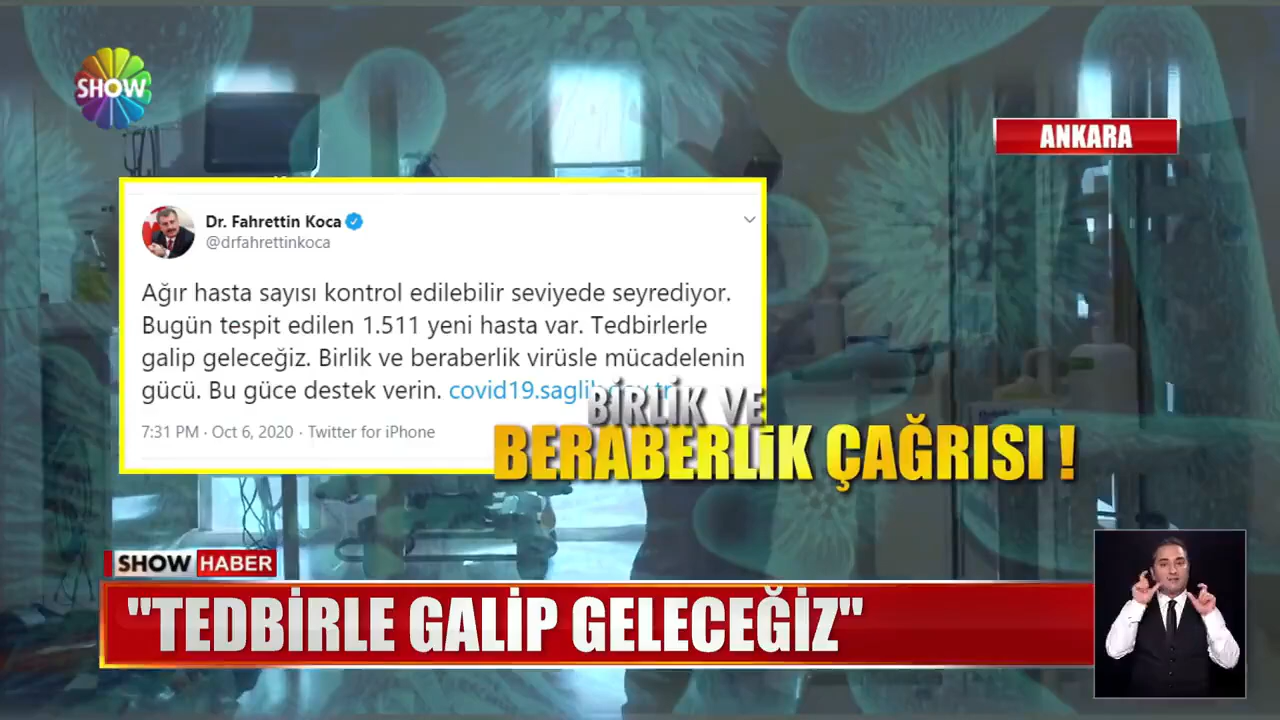 SHOW
ANKARA
Dr. Fahrettin Koca
@drfahrettinkoca
Ağır hasta sayısı kontrol edilebilir seviyede seyrediyor.
Bugün tespit edilen 1.511 yeni hasta var. Tedbirlerle
galip geleceğiz. Birlik ve beraberlik virüsle mücadelenin
gücü. Bu güce destek verin. covid19.sagli
7:31 PM · Oct 6, 2020 · Twitter for iPhone
BİRLİK VE
BERABERLİK ÇAĞRISI !
SHOW HABER
"TEDBİRLE GALİP GELECEĞİZ"